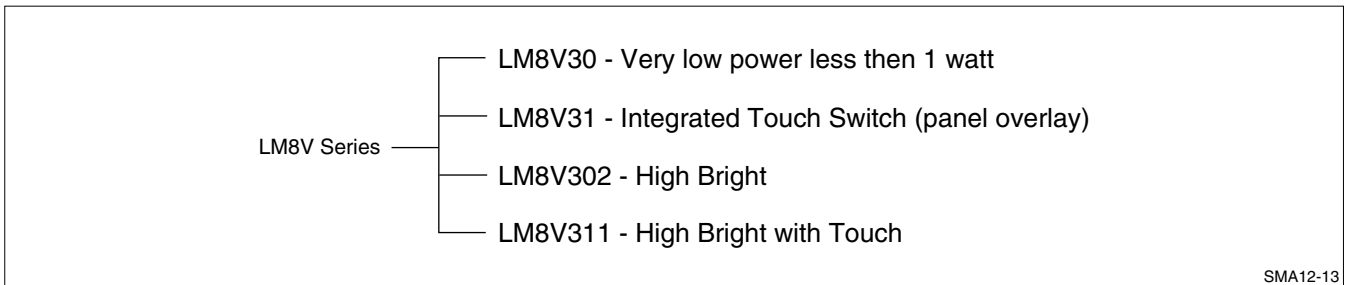 LM8V30 - Very low power less then 1 watt
LM8V31 - Integrated Touch Switch (panel overlay)
LM8V Series
LM8V302 - High Bright
LM8V311 - High Bright with Touch
SMA12-13